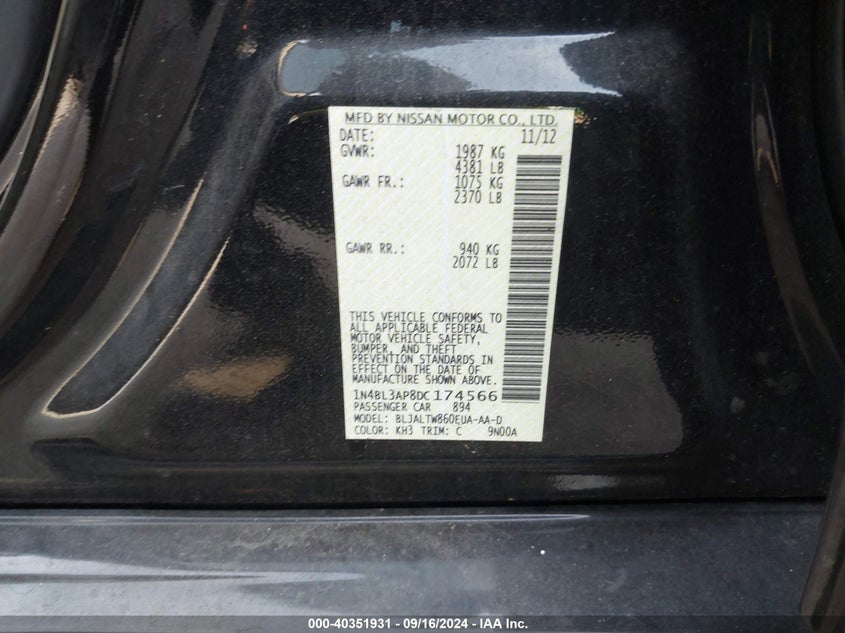 MFD BY NISSAN MOTOR CO., LTD.
DATE: 11/12
GVWR: 1987 KG
4381 LB
GAWR FR.: 1075 KG
2370 LB
GAWR RR.: 940 KG
2072 LB
THIS VEHICLE CONFORMS TO
ALL APPLICABLE FEDERAL
MOTOR VEHICLE SAFETY,
BUMPER, AND THEFT
PREVENTION STANDARDS IN
EFFECT ON THE DATE OF
MANUFACTURE SHOWN ABOVE.
1N4BL3AP8DC174566
PASSENGER CAR 894
MODEL: BLJALTW860EUA-AA-D
COLOR: KH3 TRIM: C 9N00A
000-40351931 - 09/16/2024 - IAA Inc.